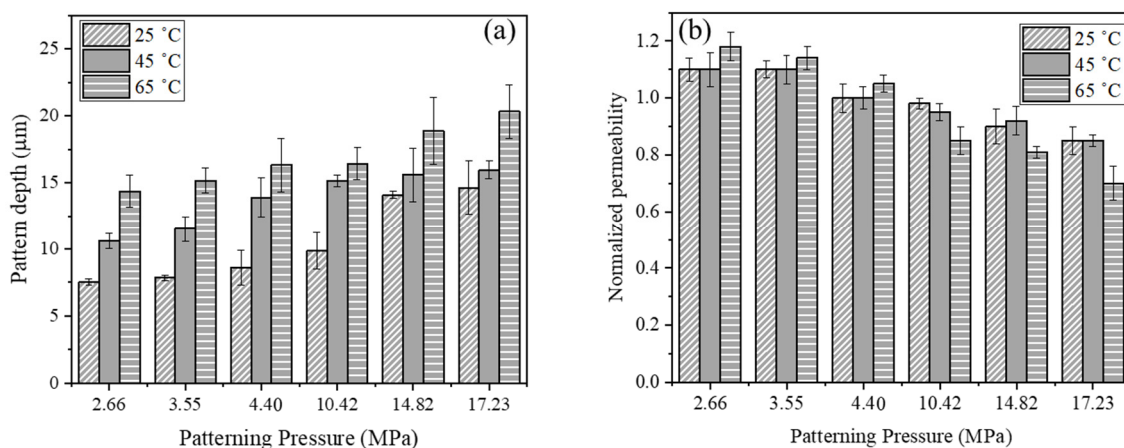 (a)
25 ˚C
45 ˚C
65 ˚C
Pattern depth (μm)
25
20
15
10
5
0
2.66 3.55 4.40 10.42 14.82 17.23
Patterning Pressure (MPa)
(b)
25 ˚C
45 ˚C
65 ˚C
Normalized permeability
1.2
1.0
0.8
0.6
0.4
0.2
0.0
2.66 3.55 4.40 10.42 14.82 17.23
Patterning Pressure (MPa)